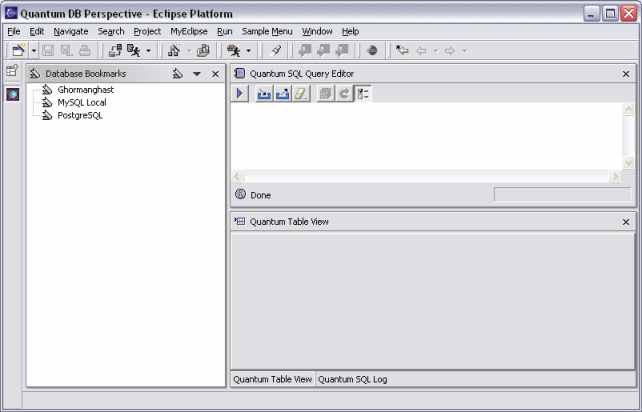 Quantum DB Perspective - Eclipse Platform
File Edit Navigate Search Project MyEclipse Run Sample Menu Window Help
Database Bookmarks
Ghormanghast
MySQL Local
PostgreSQL
Quantum SQL Query Editor
Done
Quantum Table View
Quantum Table View Quantum SQL Log